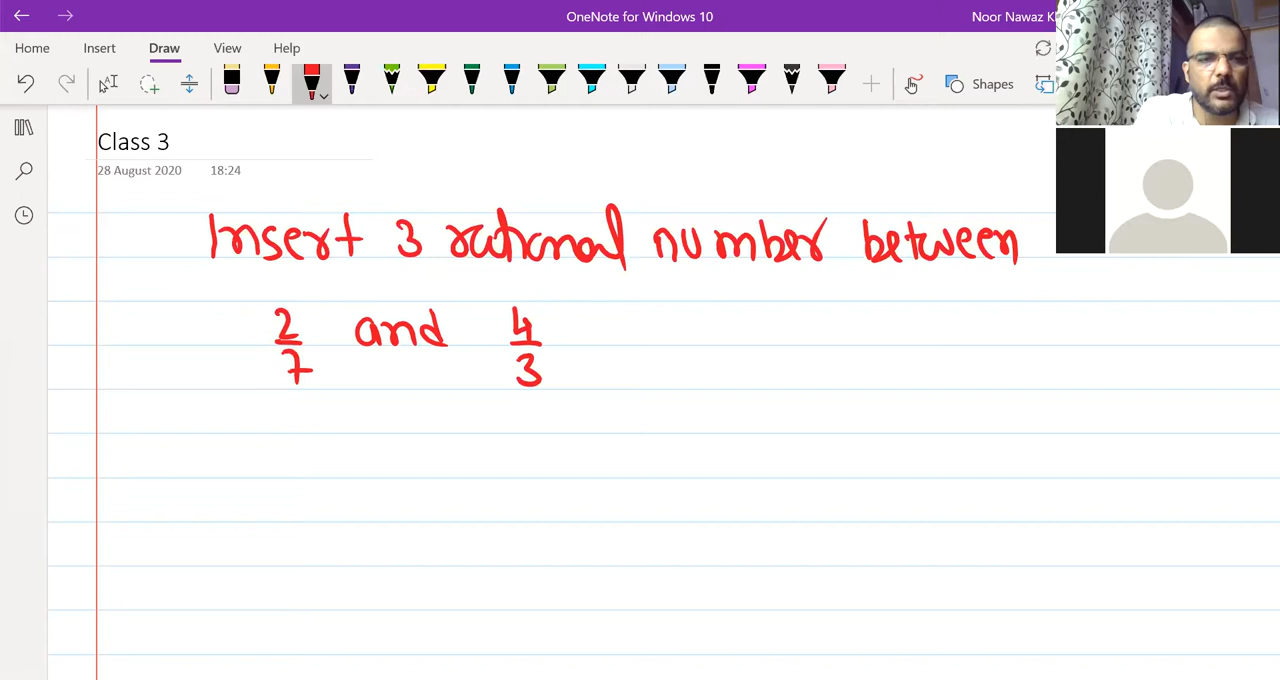 OneNote for Windows 10
Noor Nawaz K
Home Insert Draw View Help
Shapes
Class 3
28 August 2020 18:24
Insert 3 rational number between
2/7 and 4/3